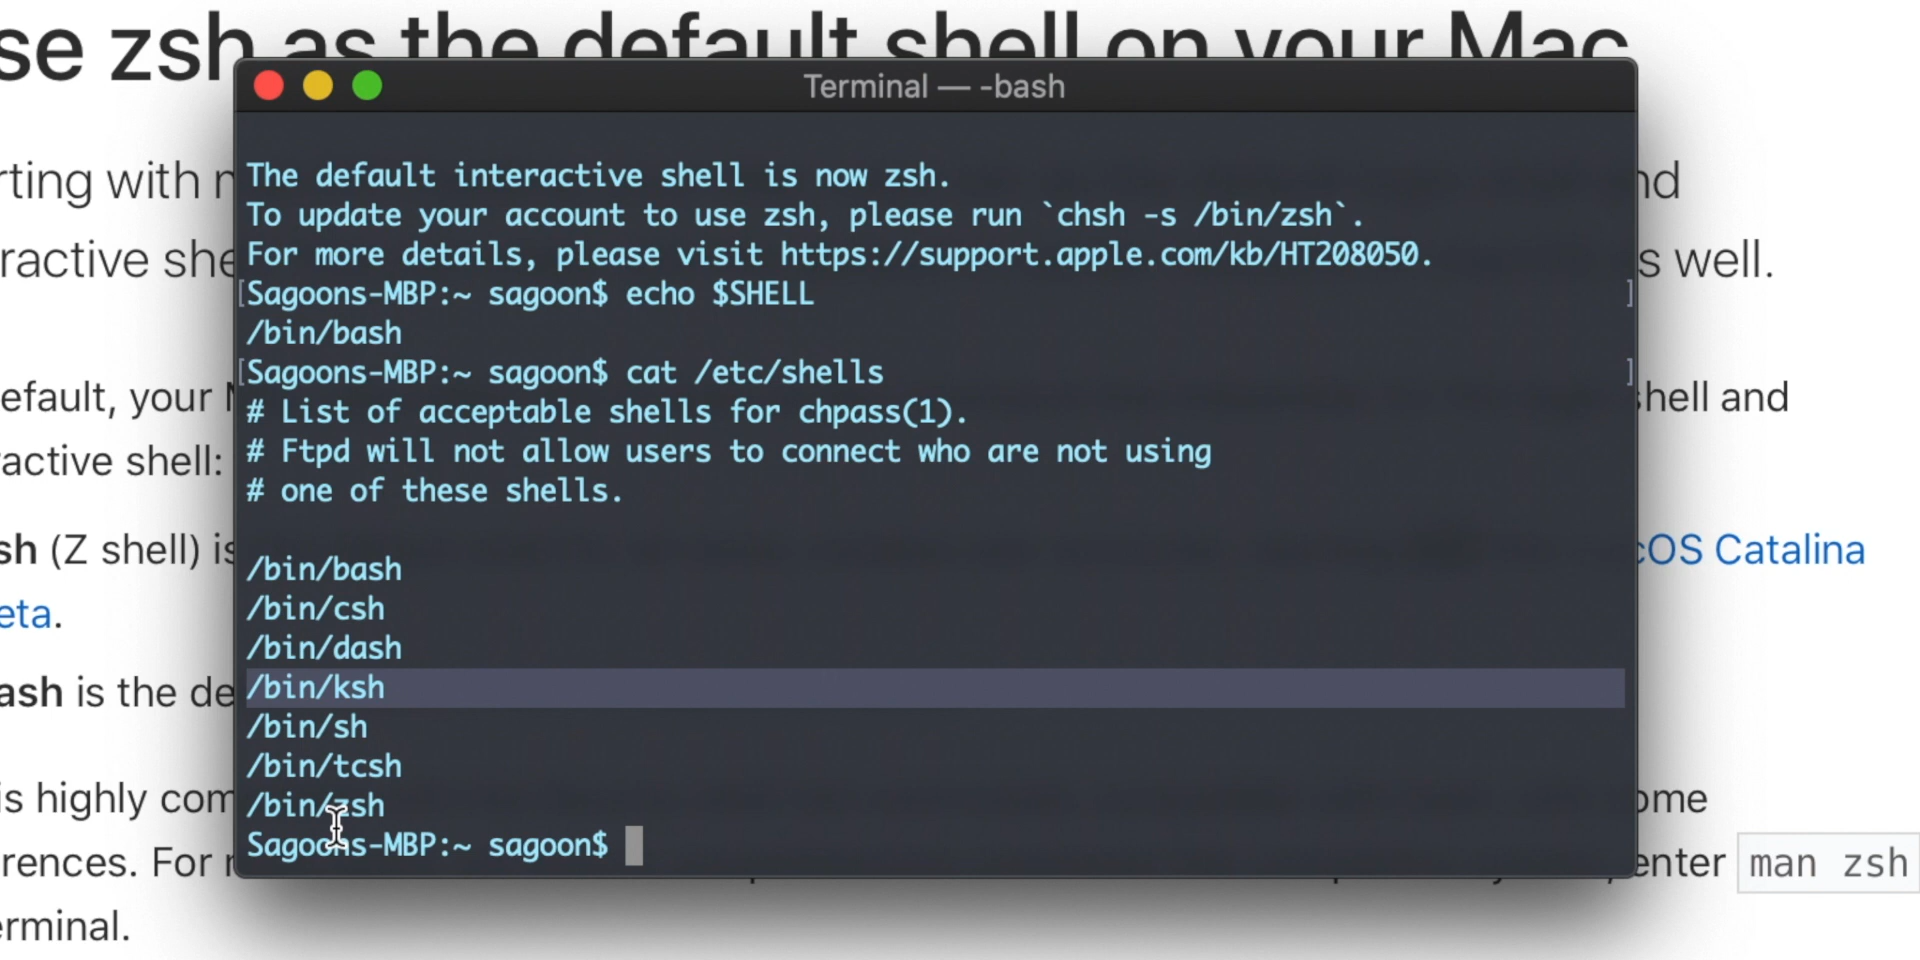 se zsh as the default shell on your Mac
Terminal — -bash
rting with
nd
ractive she
s well.
The default interactive shell is now zsh.
To update your account to use zsh, please run `chsh -s /bin/zsh`.
For more details, please visit https://support.apple.com/kb/HT208050.
[Sagoons-MBP:~ sagoon$ echo $SHELL ]
/bin/bash
[Sagoons-MBP:~ sagoon$ cat /etc/shells ]
# List of acceptable shells for chpass(1).
# Ftpd will not allow users to connect who are not using
# one of these shells.
/bin/bash
/bin/csh
/bin/dash
/bin/ksh
/bin/sh
/bin/tcsh
/bin/zsh
Sagoons-MBP:~ sagoon$
efault, your
shell and
active shell:
sh (Z shell) is
cOS Catalina
eta.
ash is the de
is highly com
ome
rences. For
enter man zsh
erminal.